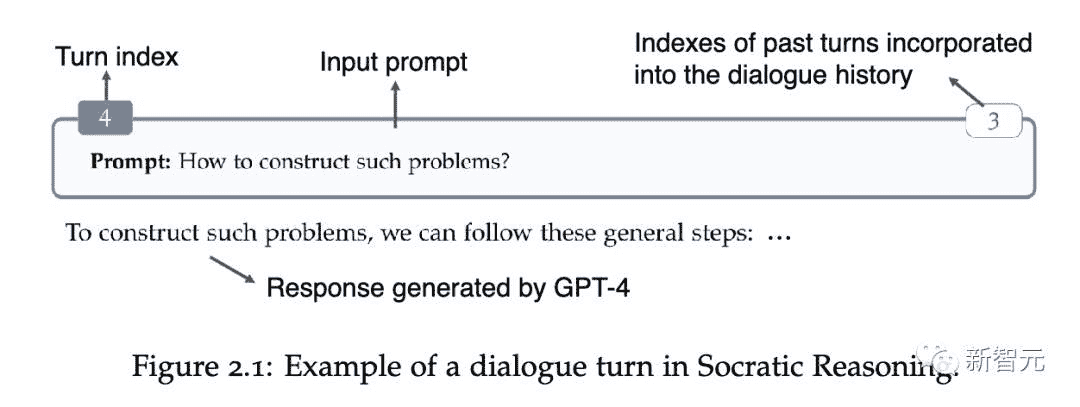 Turn index
Input prompt
Indexes of past turns incorporated
into the dialogue history
4
3
Prompt: How to construct such problems?
To construct such problems, we can follow these general steps: ...
Response generated by GPT-4
Figure 2.1: Example of a dialogue turn in Socratic Reasoning.
新智元